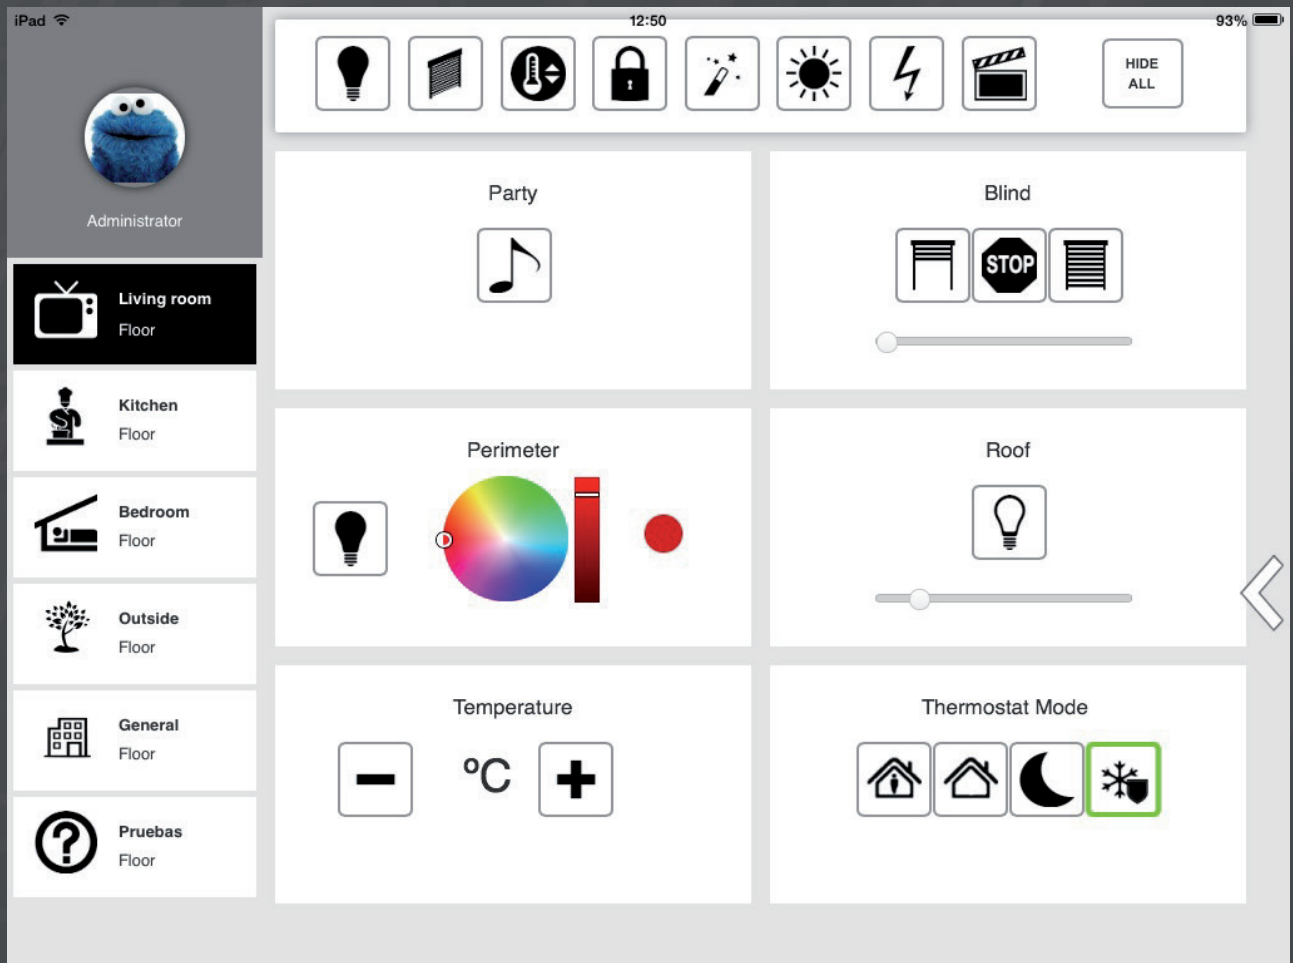 iPad
12:50
93%
HIDE
ALL
Administrator
Living room
Floor
Kitchen
Floor
Bedroom
Floor
Outside
Floor
General
Floor
Pruebas
Floor
Party
Blind
STOP
Perimeter
Roof
Temperature
ºC
Thermostat Mode